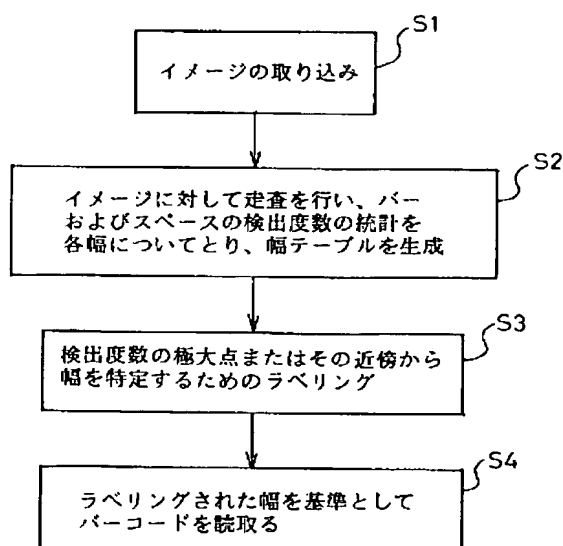 S1
イメージの取り込み
S2
イメージに対して走査を行い、バー
およびスペースの検出度数の統計を
各幅についてとり、幅テーブルを生成
S3
検出度数の極大点またはその近傍から
幅を特定するためのラベリング
S4
ラベリングされた幅を基準として
バーコードを読取る